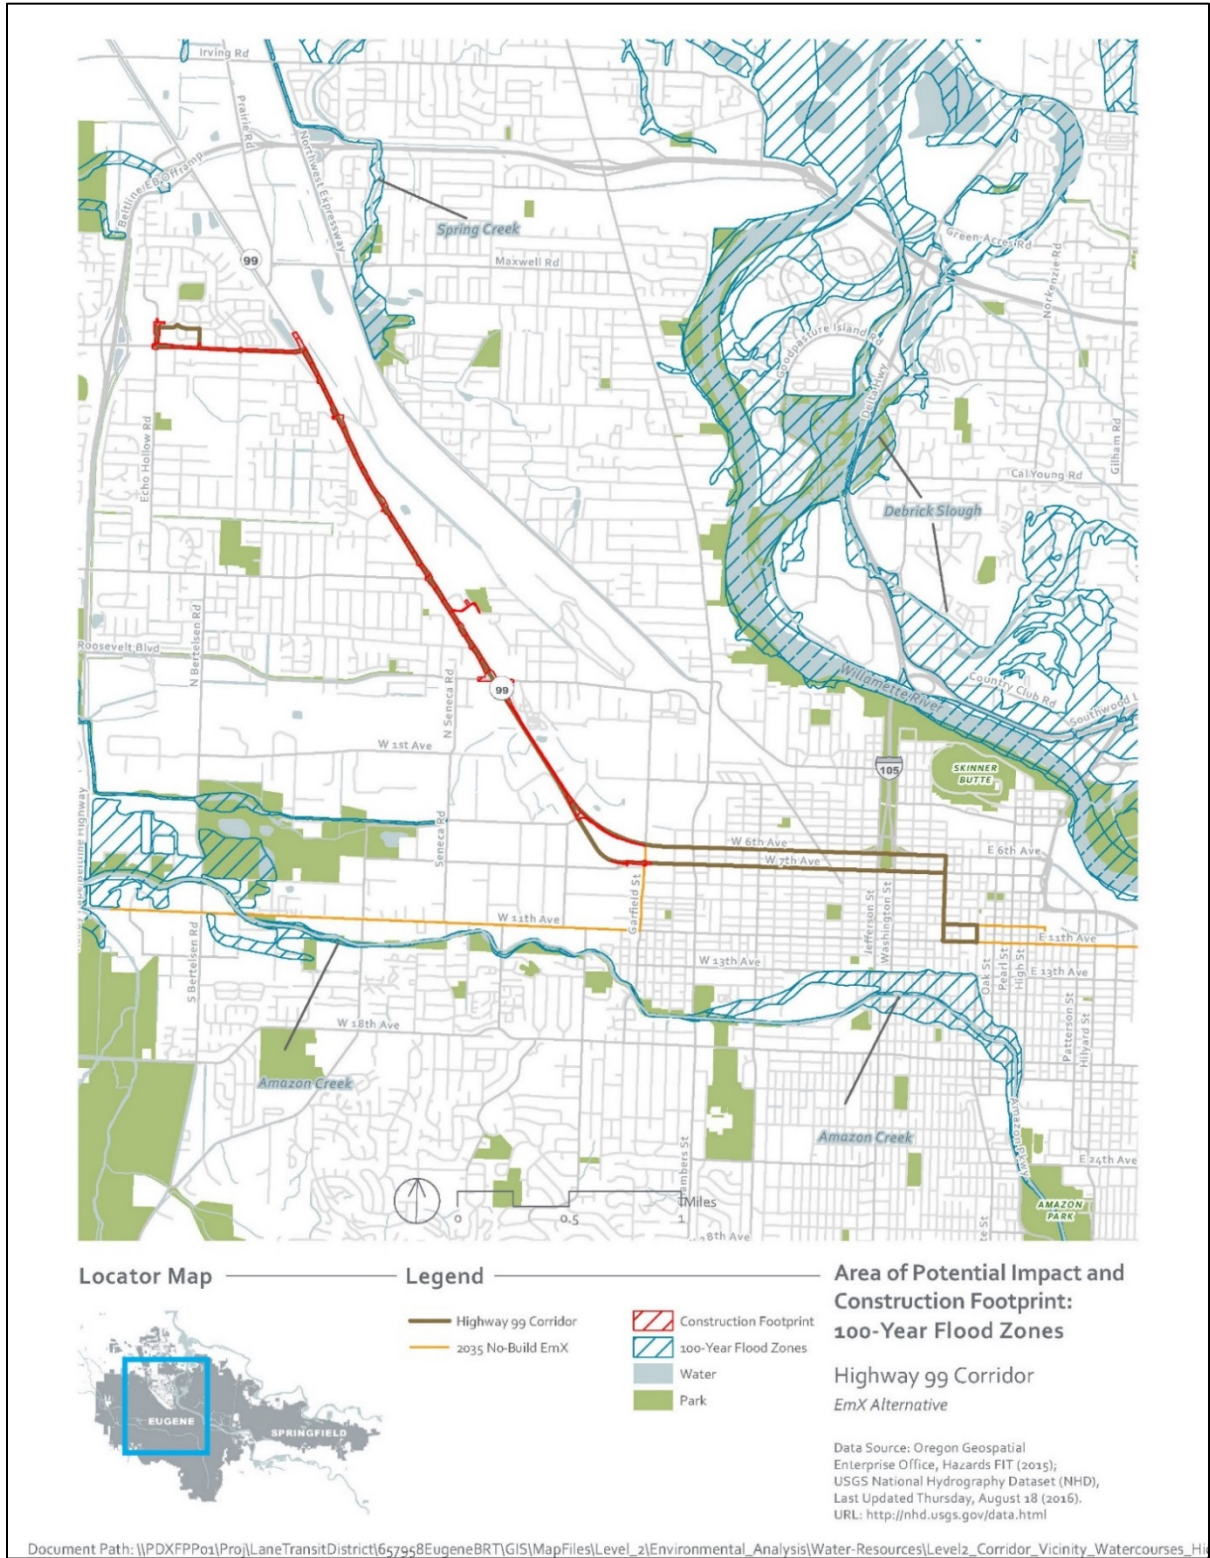 Irving Rd
Prairie Rd
Northwest Expressway
Beltline EB Offramp
Spring Creek
99
Maxwell Rd
Green Acres Rd
Norkenzie Rd
Goodpasture Island Rd
Delta Hwy
Echo Hollow Rd
Cal Young Rd
Gilham Rd
Debrick Slough
N Bertelsen Rd
Roosevelt Blvd
N Seneca Rd
99
Willamette River
Country Club Rd
Southwood L
W 1st Ave
105
SKINNER
BUTTE
Seneca Rd
W 6th Ave
E 6th Ave
W 7th Ave
Garfield St
Jefferson St
Washington St
W 11th Ave
E 11th Ave
S Bertelsen Rd
W 13th Ave
Oak St
Pearl St
High St
E 13th Ave
W 18th Ave
Patterson St
Hilyard St
Amazon Creek
Amazon Creek
Amazon Pkwy
E 24th Ave
ambers St
AMAZON
PARK
Miles
0
0.5
1
28th Ave
te St
Locator Map
Legend
Area of Potential Impact and
Construction Footprint:
100-Year Flood Zones
Highway 99 Corridor
2035 No-Build EmX
Construction Footprint
100-Year Flood Zones
Water
Park
Highway 99 Corridor
EmX Alternative
EUGENE
SPRINGFIELD
Data Source: Oregon Geospatial
Enterprise Office, Hazards FIT (2015);
USGS National Hydrography Dataset (NHD),
Last Updated Thursday, August 18 (2016).
URL: http://nhd.usgs.gov/data.html
Document Path: \\PDXFPP01\Proj\LaneTransitDistrict\657958EugeneBRT\GIS\MapFiles\Level_2\Environmental_Analysis\Water-Resources\Level2_Corridor_Vicinity_Watercourses_Hi